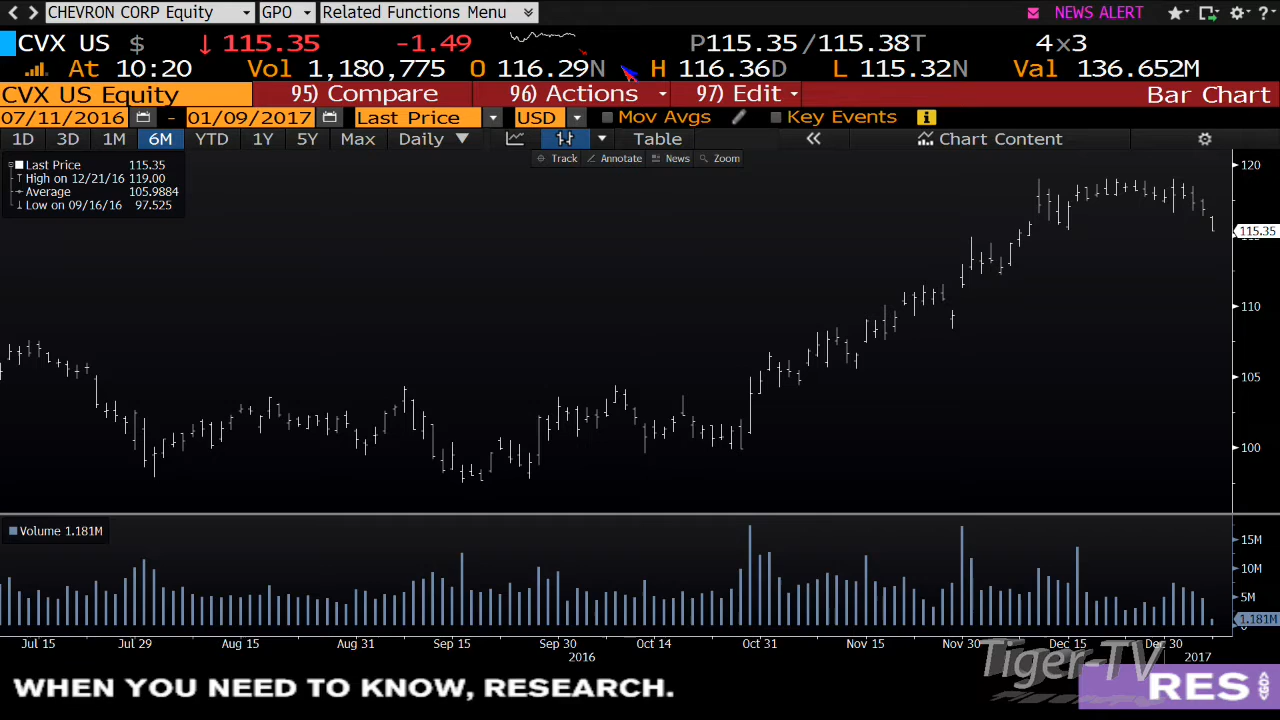 CHEVRON CORP Equity GPO Related Functions Menu NEWS ALERT ?
CVX US $ ↓ 115.35 -1.49 P115.35 /115.38T 4x3
At 10:20 Vol 1,180,775 O 116.29N H 116.36D L 115.32N Val 136.652M
CVX US Equity 95) Compare 96) Actions 97) Edit Bar Chart
07/11/2016 - 01/09/2017 Last Price USD Mov Avgs Key Events i
1D 3D 1M 6M YTD 1Y 5Y Max Daily Table « Chart Content
Track Annotate News Zoom
Last Price 115.35
High on 12/21/16 119.00
Average 105.9884
Low on 09/16/16 97.525
120
115.35
110
105
100
Volume 1.181M
15M
10M
5M
1.181M
Jul 15 Jul 29 Aug 15 Aug 31 Sep 15 Sep 30 Oct 14 Oct 31 Nov 15 Nov 30 Dec 15 Dec 30
2016 2017
Tiger-TV
WHEN YOU NEED TO KNOW, RESEARCH.
RES